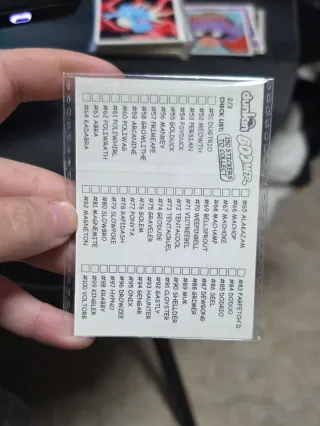 dunkin
BOOMER
CHECK LIST:
150 STICKERS
TO COLLECT
2/3
#51 DUGTRIO
#52 MEOWTH
#53 PERSIAN
#54 PSYDUCK
#55 GOLDUCK
#56 MANKEY
#57 PRIMEAPE
#58 GROWLITHE
#59 ARCANINE
#60 POLIWAG
#61 POLIWHIRL
#62 POLIWRATH
#63 ABRA
#64 KADABRA
#65 ALAKAZAM
#66 MACHOP
#67 MACHOKE
#68 MACHAMP
#69 BELLSPROUT
#70 WEEPINBELL
#71 VICTREEBEL
#72 TENTACOOL
#73 TENTACRUEL
#74 GEODUDE
#75 GRAVELER
#76 GOLEM
#77 PONYTA
#78 RAPIDASH
#79 SLOWPOKE
#80 SLOWBRO
#81 MAGNEMITE
#82 MAGNETON
#83 FARFETCH'D
#84 DODUO
#85 DODRIO
#86 SEEL
#87 DEWGONG
#88 GRIMER
#89 MUK
#90 SHELLDER
#91 CLOYSTER
#92 GASTLY
#93 HAUNTER
#94 GENGAR
#95 ONIX
#96 DROWZEE
#97 HYPNO
#98 KRABBY
#99 KINGLER
#100 VOLTORB